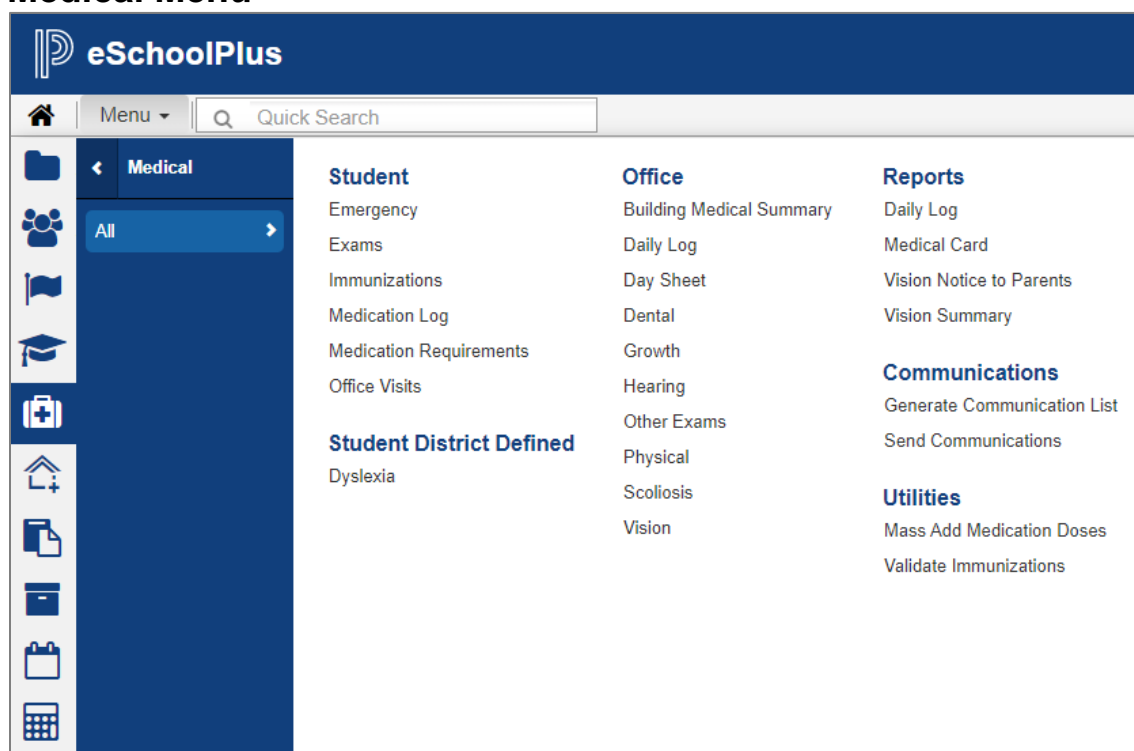 Medical Menu
eSchoolPlus
Menu
Quick Search
Medical
All
Student
Emergency
Exams
Immunizations
Medication Log
Medication Requirements
Office Visits
Student District Defined
Dyslexia
Office
Building Medical Summary
Daily Log
Day Sheet
Dental
Growth
Hearing
Other Exams
Physical
Scoliosis
Vision
Reports
Daily Log
Medical Card
Vision Notice to Parents
Vision Summary
Communications
Generate Communication List
Send Communications
Utilities
Mass Add Medication Doses
Validate Immunizations